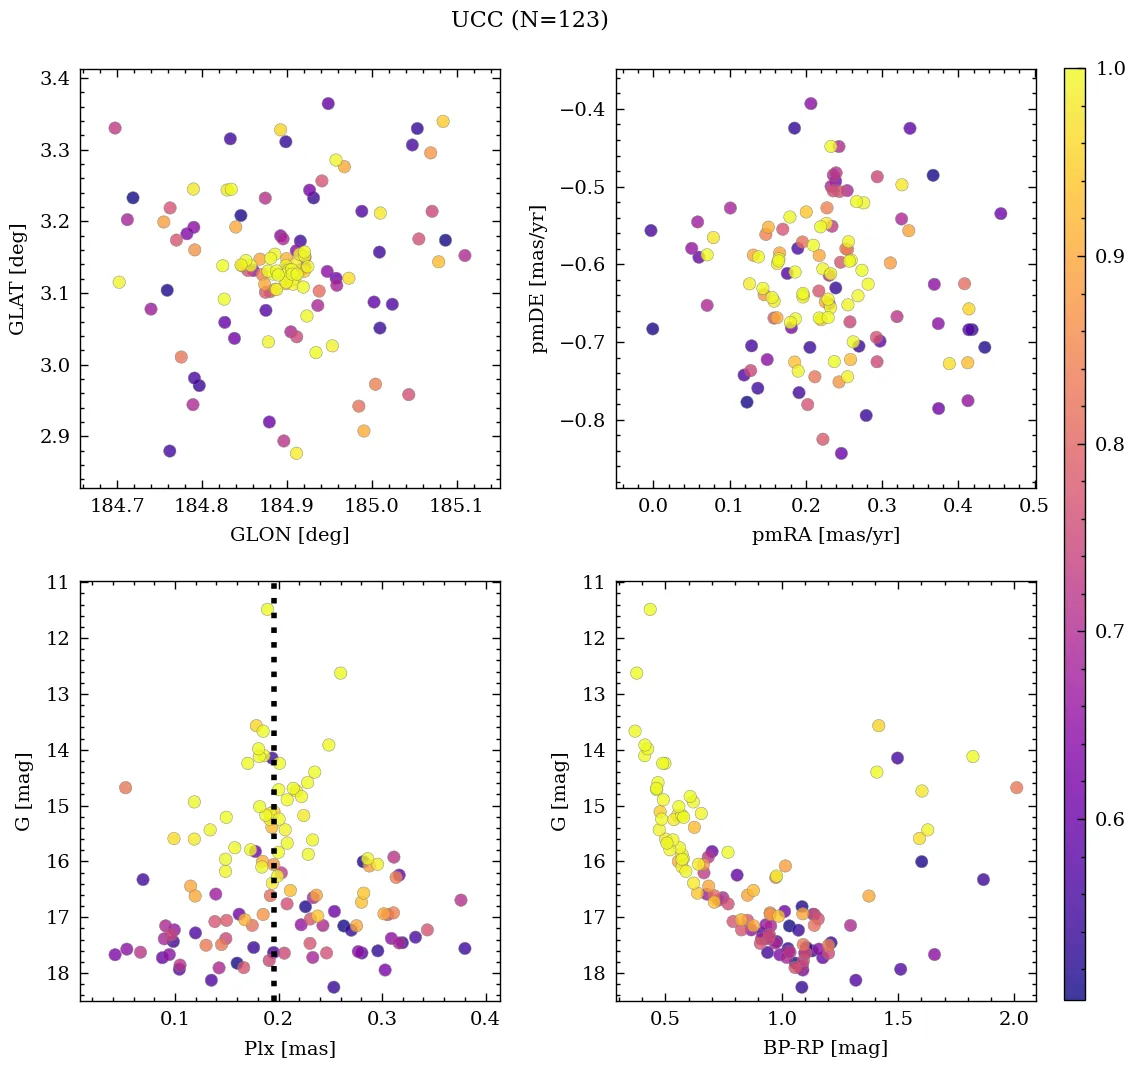 UCC (N=123)
3.4
3.3
3.2
3.1
3.0
2.9
GLAT [deg]
184.7 184.8 184.9 185.0 185.1
GLON [deg]
−0.4
−0.5
−0.6
−0.7
−0.8
pmDE [mas/yr]
0.0 0.1 0.2 0.3 0.4 0.5
pmRA [mas/yr]
11
12
13
14
15
16
17
18
G [mag]
0.1 0.2 0.3 0.4
Plx [mas]
11
12
13
14
15
16
17
18
G [mag]
0.5 1.0 1.5 2.0
BP-RP [mag]
1.0
0.9
0.8
0.7
0.6